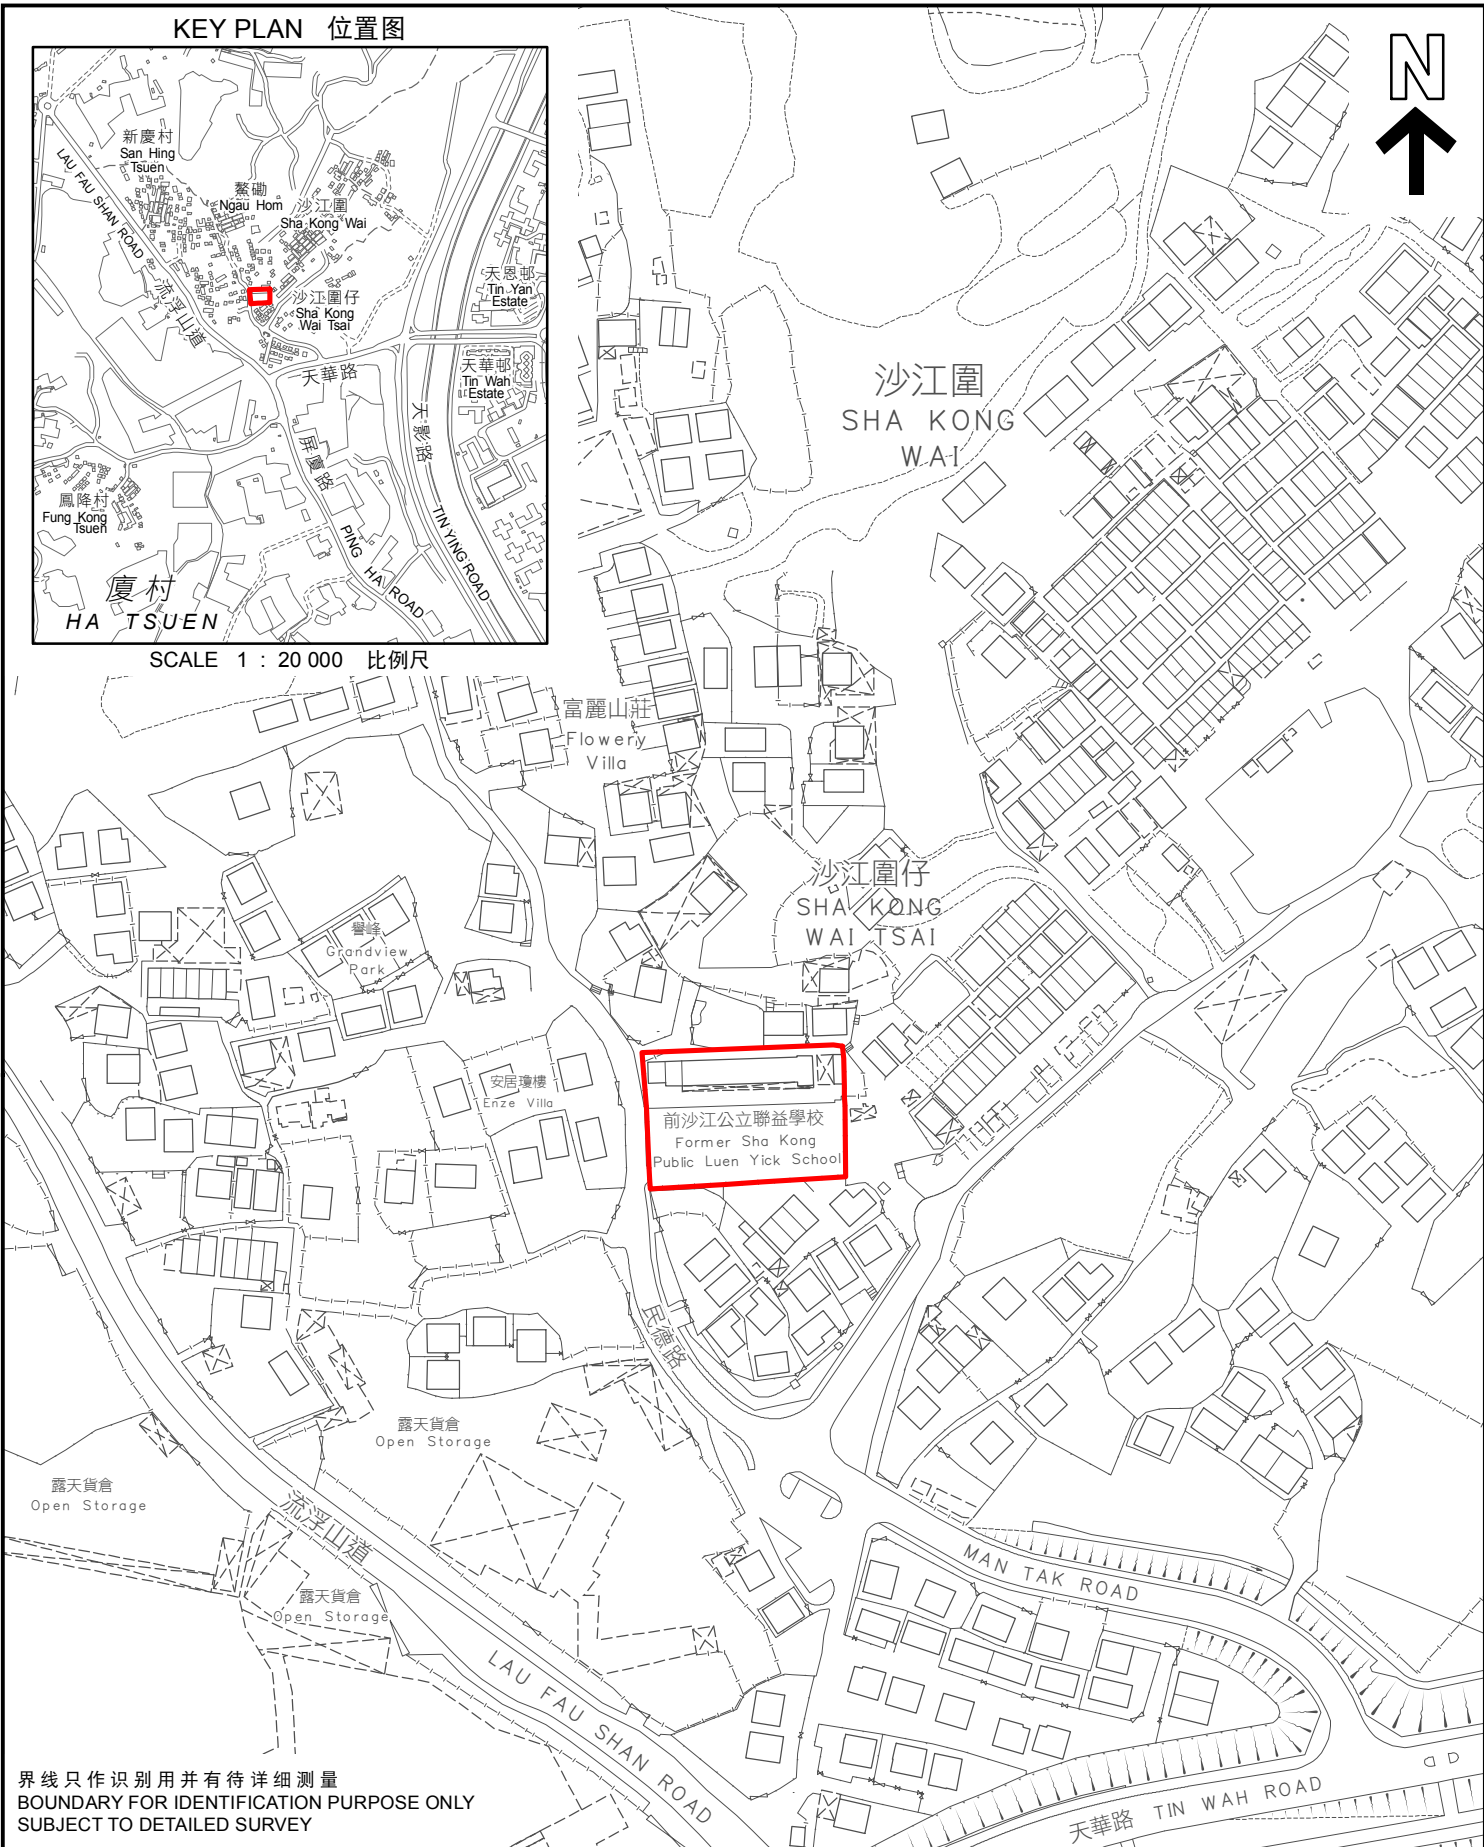 KEY PLAN 位置图
N
新慶村
San Hing
Tsuen
LAU FAU SHAN ROAD
流浮山道
鰲磡
Ngau Hom
沙江圍
Sha Kong Wai
沙江圍仔
Sha Kong
Wai Tsai
天恩邨
Tin Yan
Estate
天華路
天華邨
Tin Wah
Estate
天影路
TIN YING ROAD
屏廈路
PING HA ROAD
鳳降村
Fung Kong
Tsuen
廈村
HA TSUEN
SCALE 1 : 20 000 比例尺
沙江圍
SHA KONG
WAI
富麗山莊
Flowery
Villa
沙江圍仔
SHA KONG
WAI TSAI
譽峰
Grandview
Park
安居瓊樓
Enze Villa
前沙江公立聯益學校
Former Sha Kong
Public Luen Yick School
民德路
露天貨倉
Open Storage
露天貨倉
Open Storage
流浮山道
露天貨倉
Open Storage
MAN TAK ROAD
LAU FAU SHAN ROAD
天華路 TIN WAH ROAD
界线只作识别用并有待详细测量
BOUNDARY FOR IDENTIFICATION PURPOSE ONLY
SUBJECT TO DETAILED SURVEY